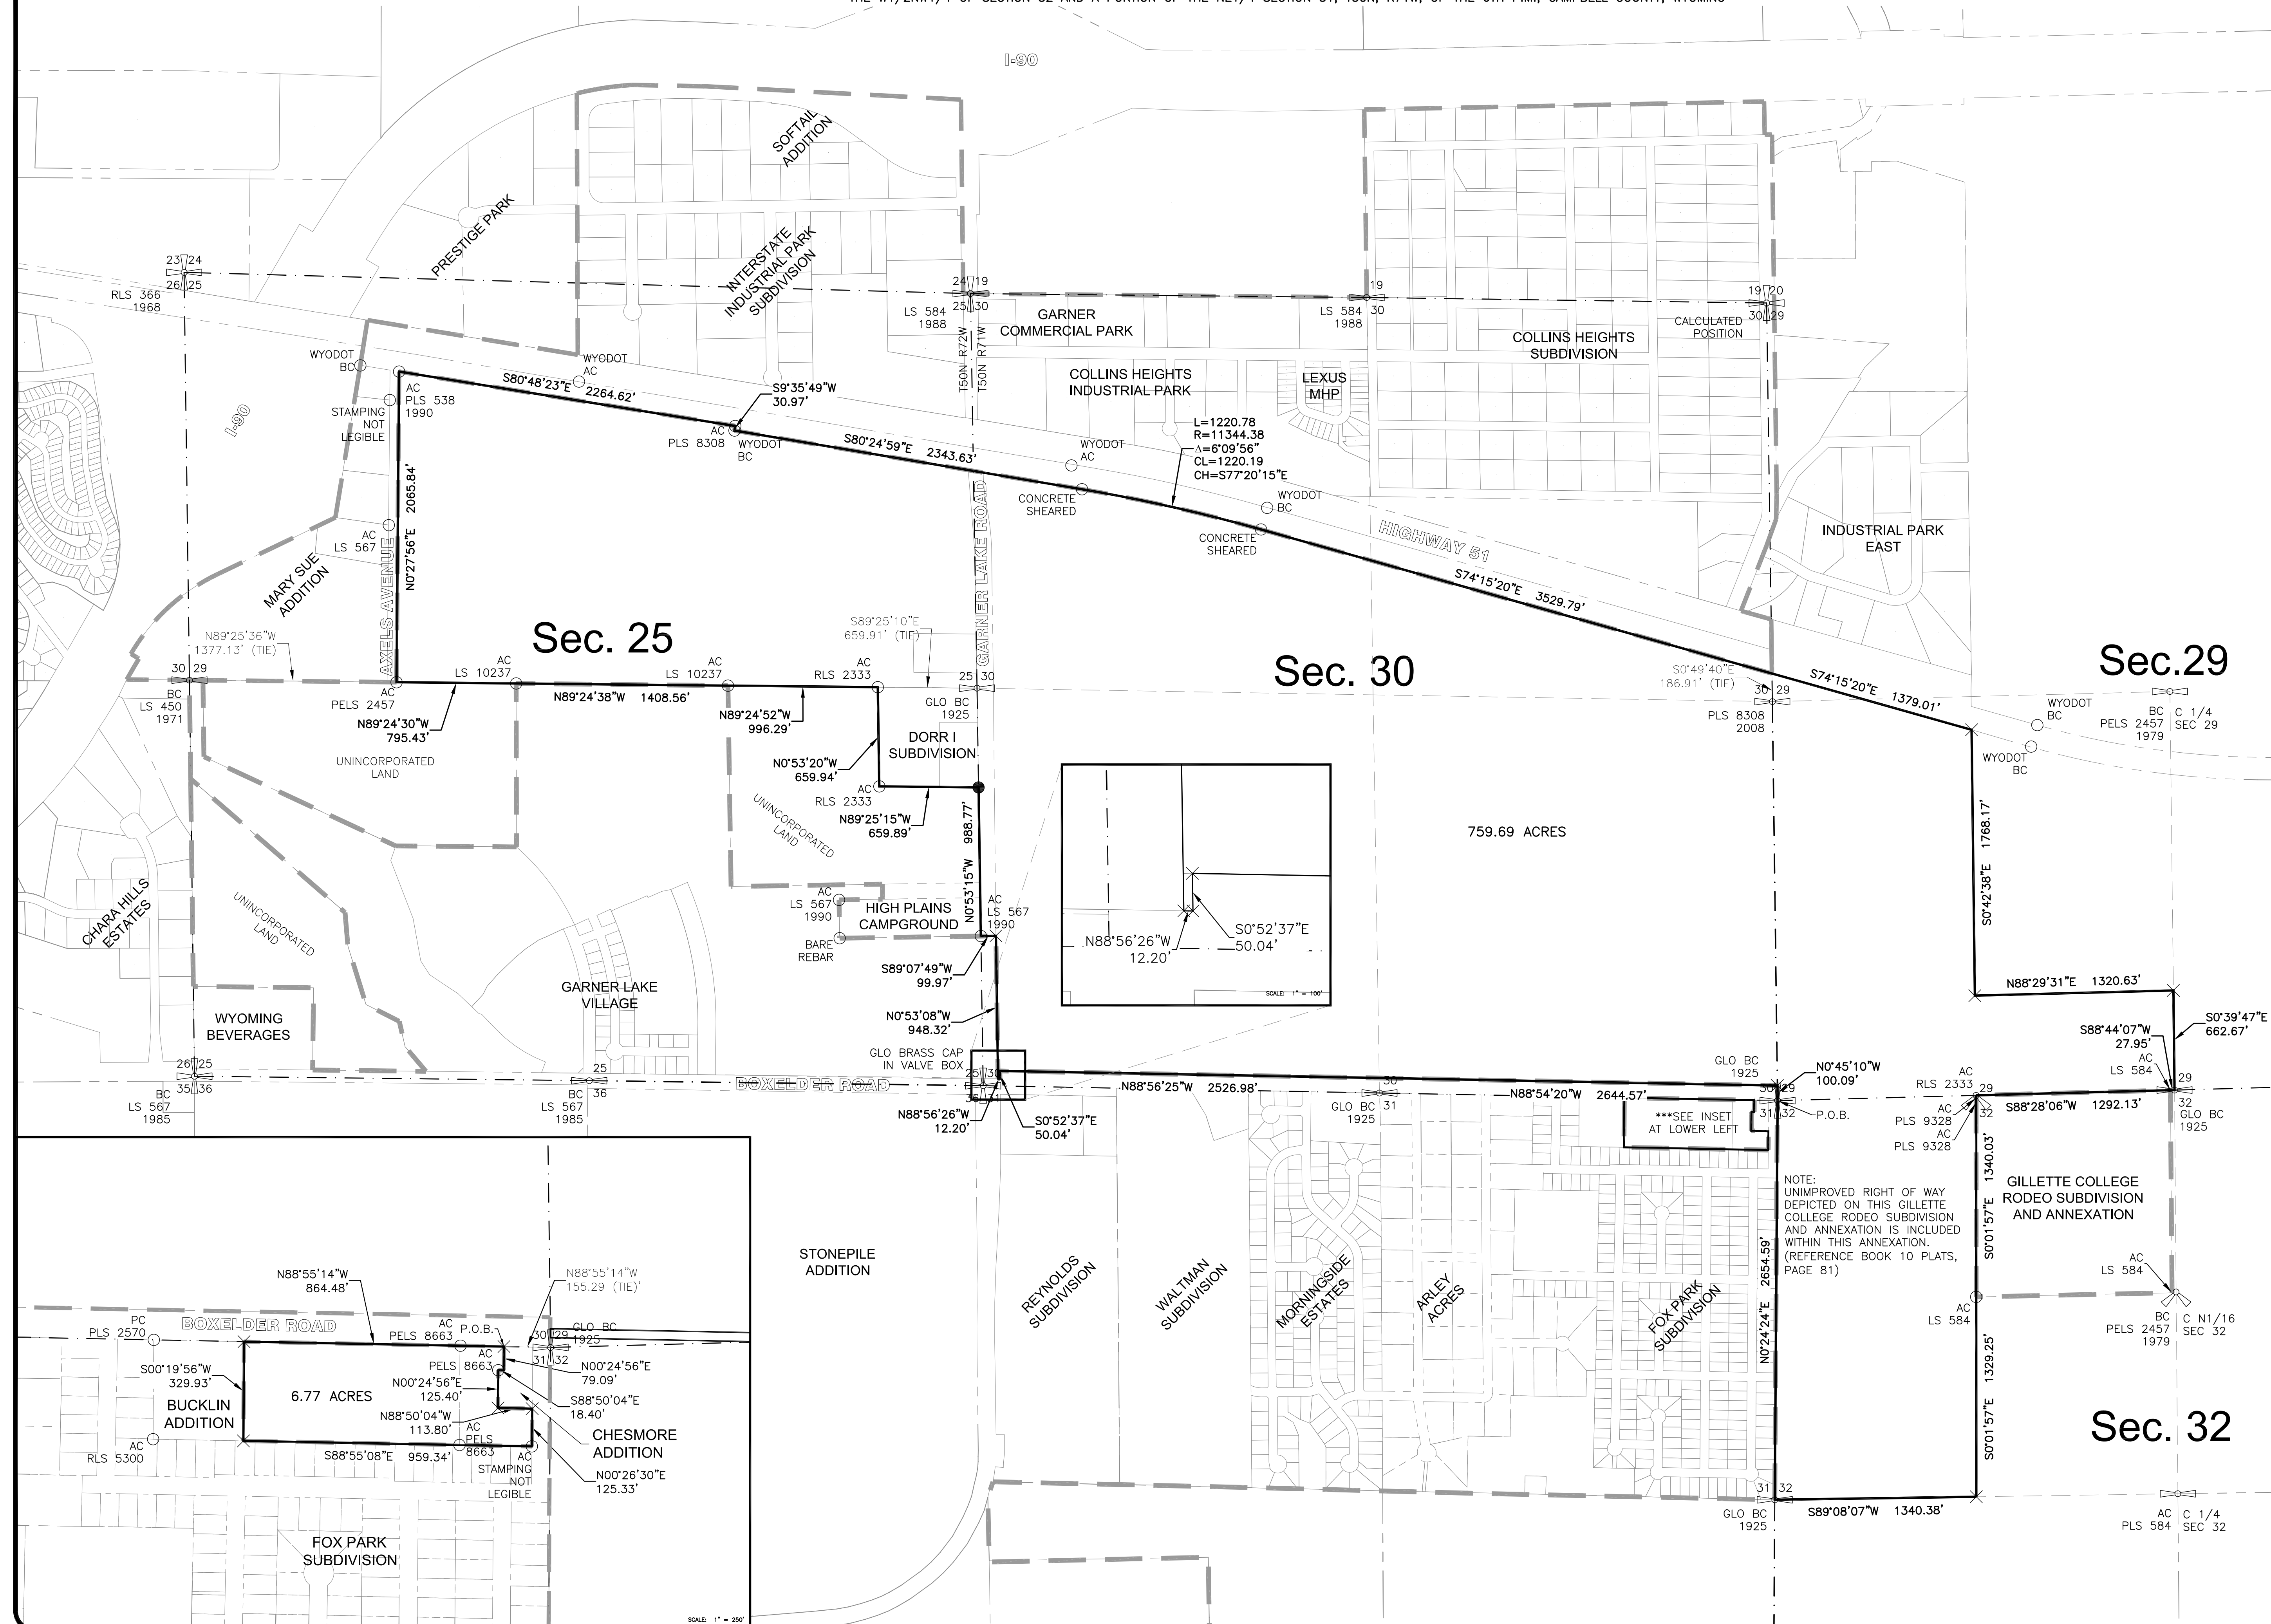 THE W1/2NW1/4 OF SECTION 32 AND A PORTION OF THE NE1/4 SECTION 31, T50N, R71W, OF THE 6TH P.M., CAMPBELL COUNTY, WYOMING
I-90
SOFTAIL
ADDITION
PRESTIGE PARK
INTERSTATE
INDUSTRIAL PARK
SUBDIVISION
23 24
26 25
RLS 366
1968
24 19
25 30
LS 584
1988
T50N R72W
T50N R71W
GARNER
COMMERCIAL PARK
19
30
LS 584
1988
19 20
30 29
CALCULATED
POSITION
COLLINS HEIGHTS
SUBDIVISION
COLLINS HEIGHTS
INDUSTRIAL PARK
LEXUS
MHP
WYODOT
BC
WYODOT
AC
AC
PLS 538
1990
STAMPING
NOT
LEGIBLE
I-90
S80°48'23"E 2264.62'
S9°35'49"W
30.97'
AC
PLS 8308
WYODOT
BC
S80°24'59"E 2343.63'
WYODOT
AC
L=1220.78
R=11344.38
Δ=6°09'56"
CL=1220.19
CH=S77°20'15"E
CONCRETE
SHEARED
WYODOT
BC
CONCRETE
SHEARED
HIGHWAY 51
INDUSTRIAL PARK
EAST
N0°27'56"E 2065.84'
AC
LS 567
AXELS AVENUE
MARY SUE
ADDITION
GARNER LAKE ROAD
S74°15'20"E 3529.79'
Sec. 25
Sec. 30
Sec.29
N89°25'36"W
1377.13' (TIE)
S89°25'10"E
659.91' (TIE)
S0°49'40"E
186.91' (TIE)
S74°15'20"E 1379.01'
30 29
BC
LS 450
1971
AC
PELS 2457
N89°24'30"W
795.43'
AC
LS 10237
N89°24'38"W 1408.56'
AC
LS 10237
N89°24'52"W
996.29'
AC
RLS 2333
25 30
GLO BC
1925
30 29
PLS 8308
2008
BC
PELS 2457
1979
C 1/4
SEC 29
WYODOT
BC
WYODOT
BC
UNINCORPORATED
LAND
DORR I
SUBDIVISION
N0°53'20"W
659.94'
AC
RLS 2333
N89°25'15"W
659.89'
UNINCORPORATED
LAND
N0°53'15"W 988.77'
759.69 ACRES
S0°42'38"E 1768.17'
N88°56'26"W
12.20'
S0°52'37"E
50.04'
SCALE: 1" = 100'
CHARA HILLS
ESTATES
UNINCORPORATED
LAND
AC
LS 567
1990
HIGH PLAINS
CAMPGROUND
AC
LS 567
1990
BARE
REBAR
S89°07'49"W
99.97'
GARNER LAKE
VILLAGE
WYOMING
BEVERAGES
N0°53'08"W
948.32'
N88°29'31"E 1320.63'
S0°39'47"E
662.67'
S88°44'07"W
27.95'
AC
LS 584
GLO BRASS CAP
IN VALVE BOX
26 25
35 36
BC
LS 567
1985
25
36
BC
LS 567
1985
BOXELDER ROAD
25 30
36 31
N88°56'26"W
12.20'
S0°52'37"E
50.04'
N88°56'25"W 2526.98'
30
31
GLO BC
1925
N88°54'20" W 2644.57'
GLO BC
1925
N0°45'10"W
100.09'
30 29
31 32
P.O.B.
***SEE INSET
AT LOWER LEFT
AC
RLS 2333
29
32
AC
PLS 9328
AC
PLS 9328
S88°28'06"W 1292.13'
29
32
GLO BC
1925
NOTE:
UNIMPROVED RIGHT OF WAY
DEPICTED ON THIS GILLETTE
COLLEGE RODEO SUBDIVISION
AND ANNEXATION IS INCLUDED
WITHIN THIS ANNEXATION.
(REFERENCE BOOK 10 PLATS,
PAGE 81)
S0°01'57"E 1340.03'
GILLETTE COLLEGE
RODEO SUBDIVISION
AND ANNEXATION
AC
LS 584
AC
LS 584
BC
PELS 2457
1979
C N1/16
SEC 32
STONEPILE
ADDITION
REYNOLDS
SUBDIVISION
WALTMAN
SUBDIVISION
MORNINGSIDE
ESTATES
ARLEY
ACRES
FOX PARK
SUBDIVISION
N0°24'24"E 2654.59'
S0°01'57"E 1329.25'
Sec. 32
31 32
GLO BC
1925
S89°08'07"W 1340.38'
AC
PLS 584
C 1/4
SEC 32
N88°55'14"W
864.48'
N88°55'14"W
155.29 (TIE)'
BOXELDER ROAD
PC
PLS 2570
AC
PELS 8663
P.O.B.
30 29
31 32
GLO BC
1925
AC
PELS 8663
N00°24'56"E
79.09'
S00°19'56"W
329.93'
6.77 ACRES
N00°24'56"E
125.40'
S88°50'04"E
18.40'
BUCKLIN
ADDITION
N88°50'04"W
113.80'
CHESMORE
ADDITION
AC
RLS 5300
S88°55'08"E 959.34'
AC
PELS
8663
AC
STAMPING
NOT
LEGIBLE
N00°26'30"E
125.33'
FOX PARK
SUBDIVISION
SCALE: 1" = 250'